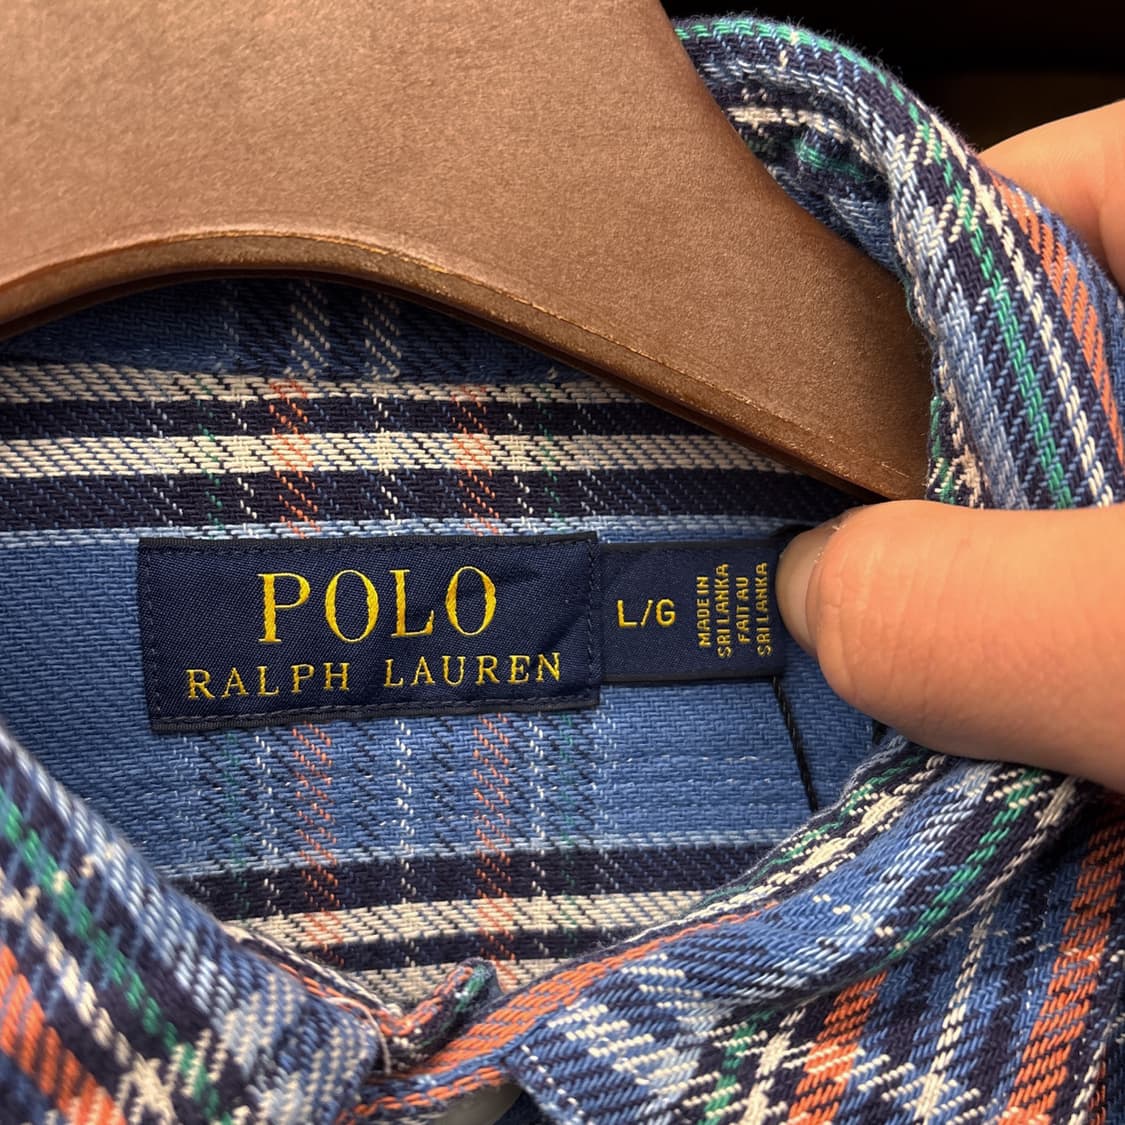 POLO
RALPH LAUREN
L/G
MADE IN
SRI LANKA
FAIT AU
SRI LANKA